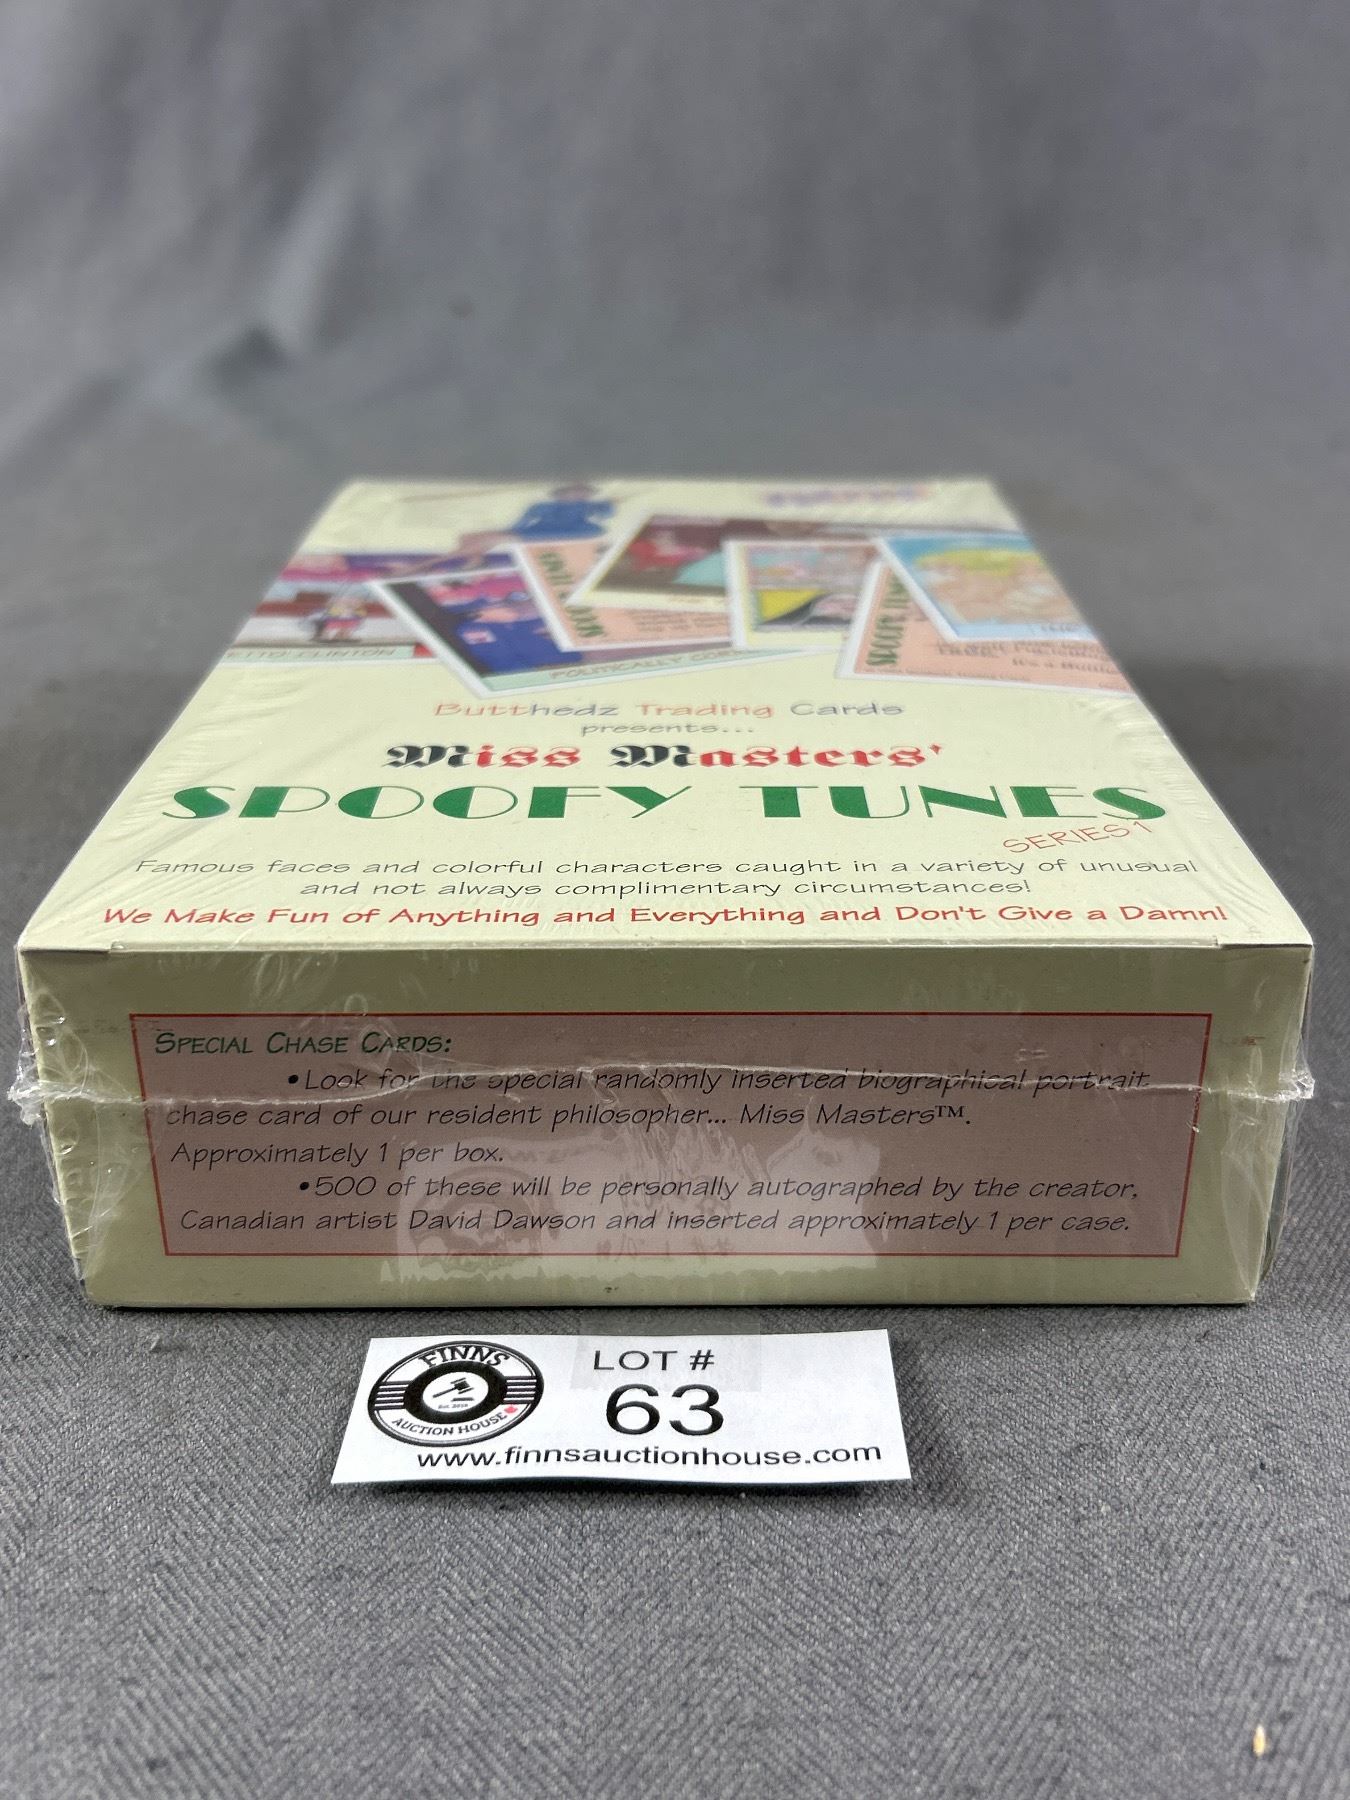 POLITICALLY
SPOOFY
Butthedz Trading Cards
presents...
Miss Masters'
SPOOFY TUNES
SERIES 1
Famous faces and colorful characters caught in a variety of unusual
and not always complimentary circumstances!
We Make Fun of Anything and Everything and Don't Give a Damn!
SPECIAL CHASE CARDS:
•Look for the special randomly inserted biographical portrait
chase card of our resident philosopher... Miss Masters™.
Approximately 1 per box.
•500 of these will be personally autographed by the creator,
Canadian artist David Dawson and inserted approximately 1 per case.
FINNS
Est. 2018
AUCTION HOUSE
LOT #
63
www.finnsauctionhouse.com